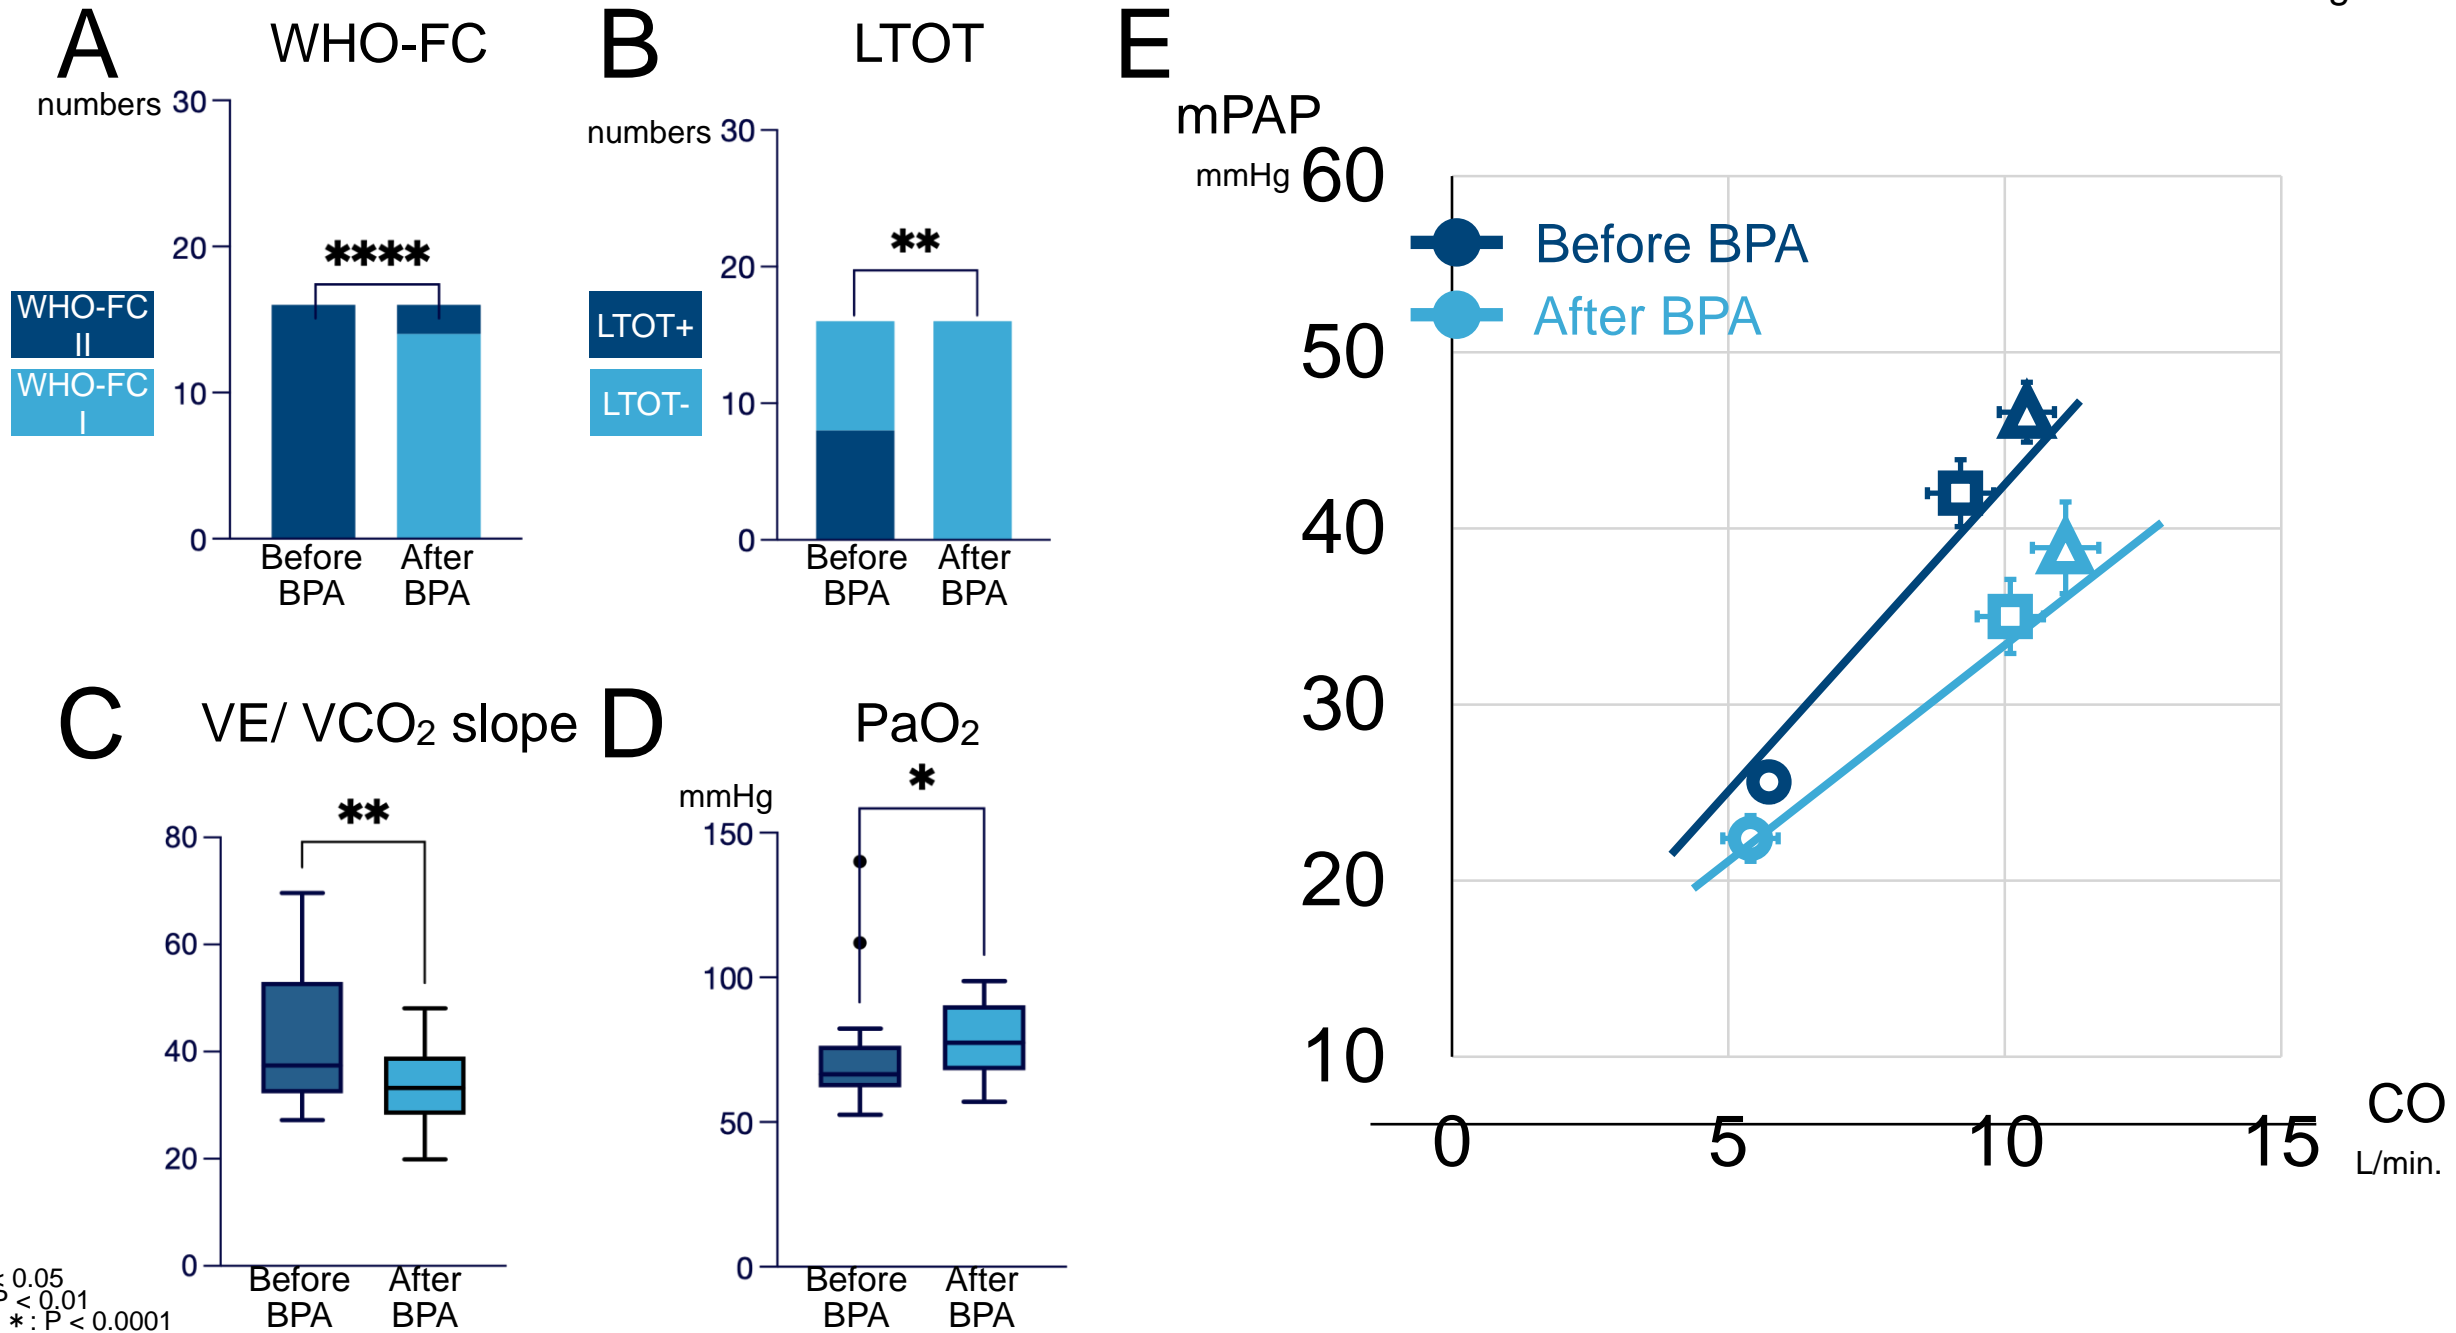 A
WHO-FC
numbers
30
20
10
0
****
WHO-FC
II
WHO-FC
I
Before
BPA
After
BPA
B
LTOT
numbers
30
20
10
0
**
LTOT+
LTOT-
Before
BPA
After
BPA
C
VE/ VCO₂ slope
80
60
40
20
0
**
Before
BPA
After
BPA
D
PaO₂
mmHg
150
100
50
0
*
Before
BPA
After
BPA
E
mPAP
mmHg
60
50
40
30
20
10
Before BPA
After BPA
0
5
10
15
CO
L/min.
< 0.05
P < 0.01
*: P < 0.0001